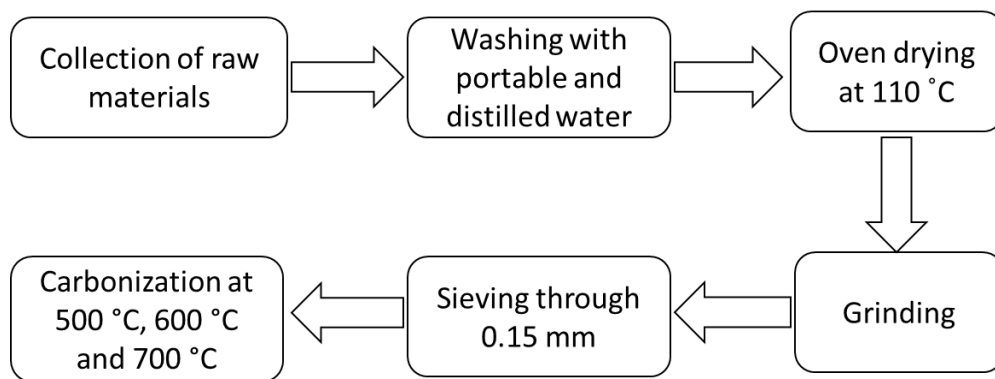 Collection of raw
materials
Washing with
portable and
distilled water
Oven drying
at 110 ˚C
Grinding
Sieving through
0.15 mm
Carbonization at
500 °C, 600 °C
and 700 °C